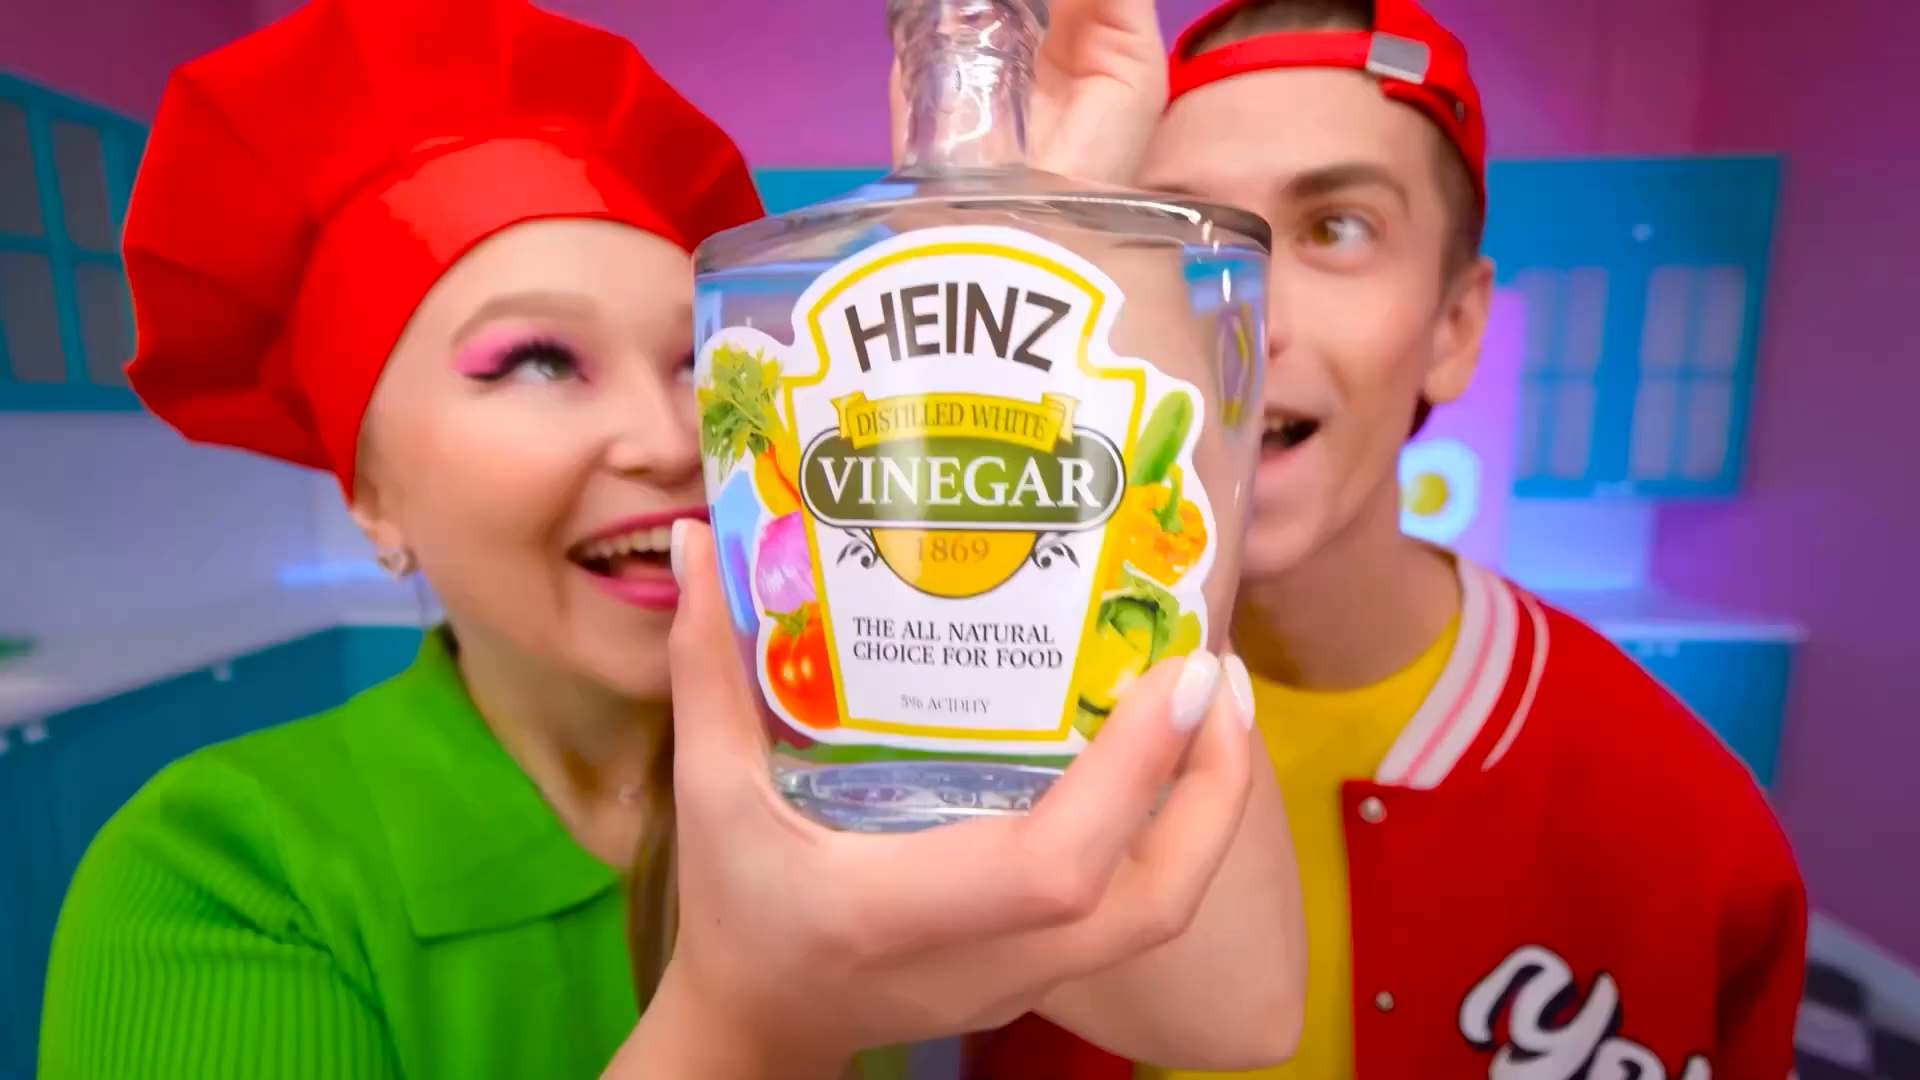 HEINZ
DISTILLED WHITE
VINEGAR
1869
THE ALL NATURAL
CHOICE FOR FOOD
5% ACIDITY